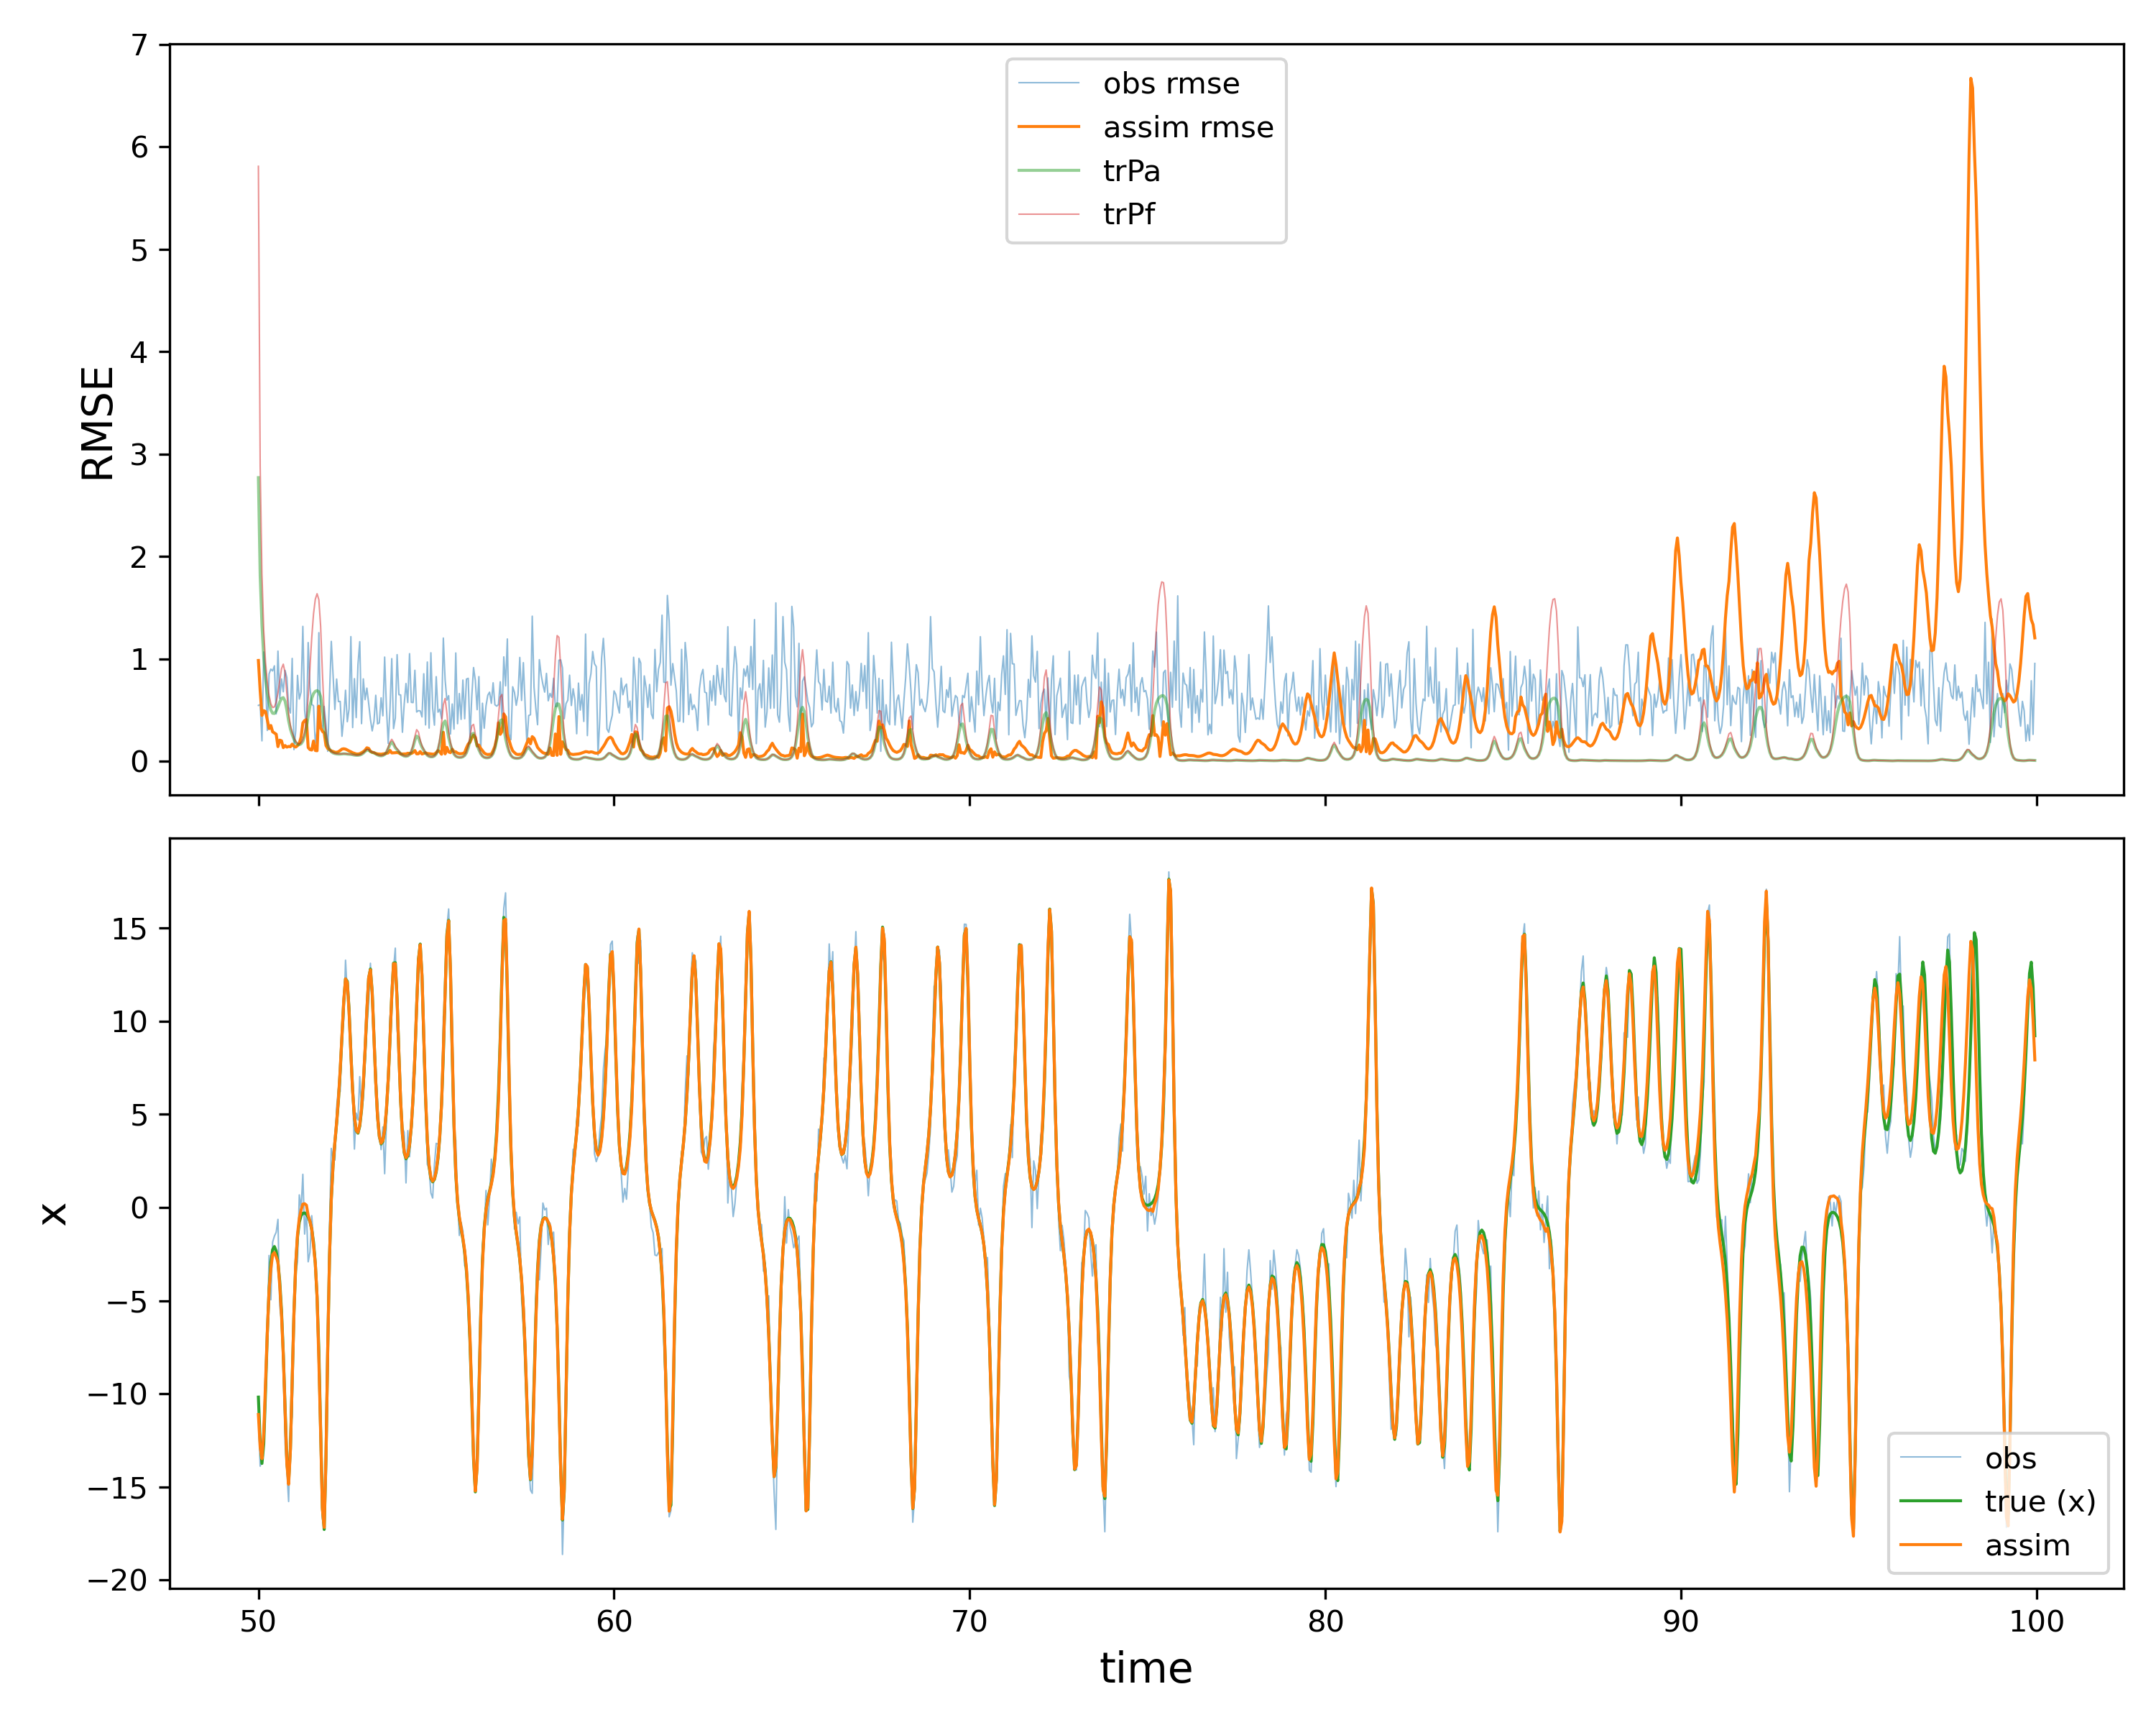 7
6
5
4
3
2
1
0
RMSE
obs rmse
assim rmse
trPa
trPf
15
10
5
0
−5
−10
−15
−20
x
obs
true (x)
assim
50 60 70 80 90 100
time